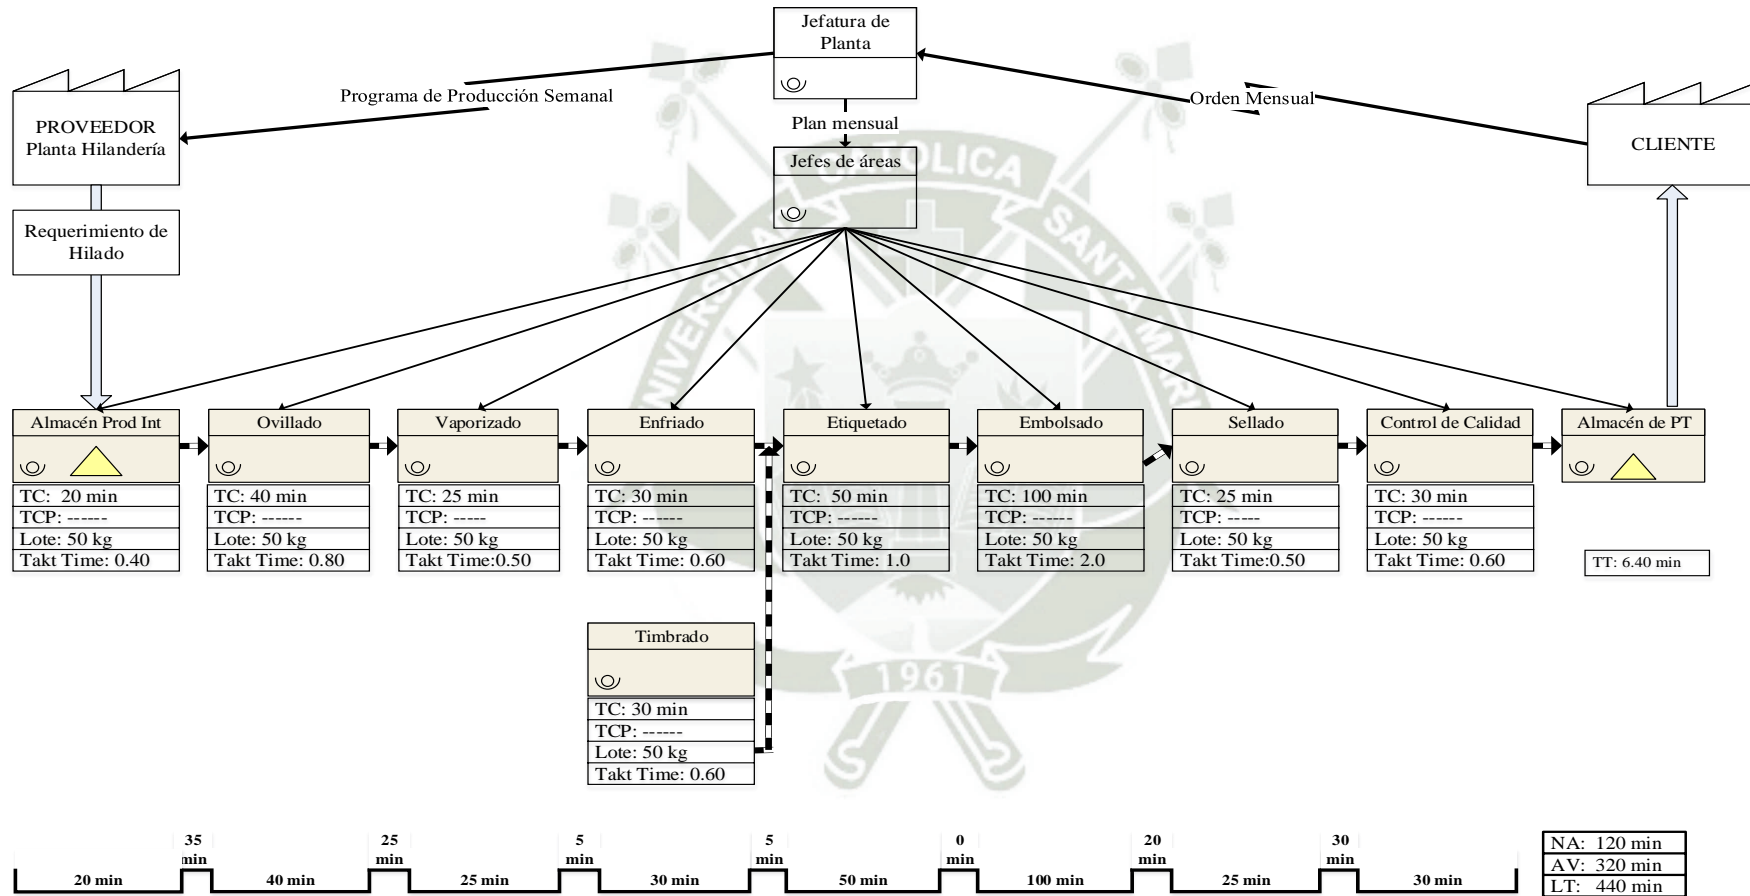 Jefatura de
Planta
Programa de Producción Semanal
Orden Mensual
PROVEEDOR
Planta Hilandería
Plan mensual
CLIENTE
Jefes de áreas
Requerimiento de
Hilado
CATOLICA
SANTA MARI
UNIVERSIDA
Almacén Prod Int
TC: 20 min
TCP: ------
Lote: 50 kg
Takt Time: 0.40
Ovillado
TC: 40 min
TCP: ------
Lote: 50 kg
Takt Time: 0.80
Vaporizado
TC: 25 min
TCP: -----
Lote: 50 kg
Takt Time:0.50
Enfriado
TC: 30 min
TCP: ------
Lote: 50 kg
Takt Time: 0.60
Etiquetado
TC: 50 min
TCP: ------
Lote: 50 kg
Takt Time: 1.0
Embolsado
TC: 100 min
TCP: ------
Lote: 50 kg
Takt Time: 2.0
Sellado
TC: 25 min
TCP: -----
Lote: 50 kg
Takt Time:0.50
Control de Calidad
TC: 30 min
TCP: ------
Lote: 50 kg
Takt Time: 0.60
Almacén de PT
TT: 6.40 min
Timbrado
TC: 30 min
TCP: ------
Lote: 50 kg
Takt Time: 0.60
1961
35 min
25 min
5 min
5 min
0 min
20 min
30 min
20 min
40 min
25 min
30 min
50 min
100 min
25 min
30 min
NA: 120 min
AV: 320 min
LT: 440 min